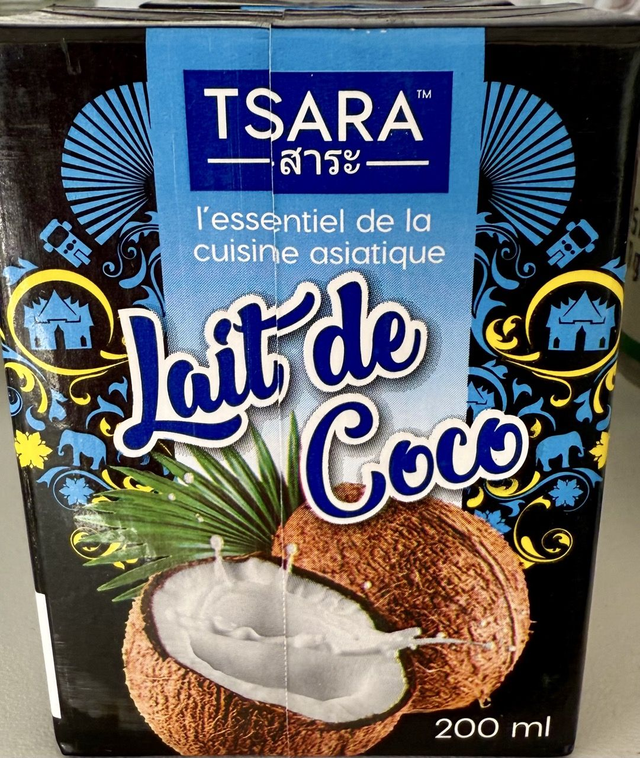 TSARA™
สาระ
l'essentiel de la
cuisine asiatique
Lait de
Coco
200 ml